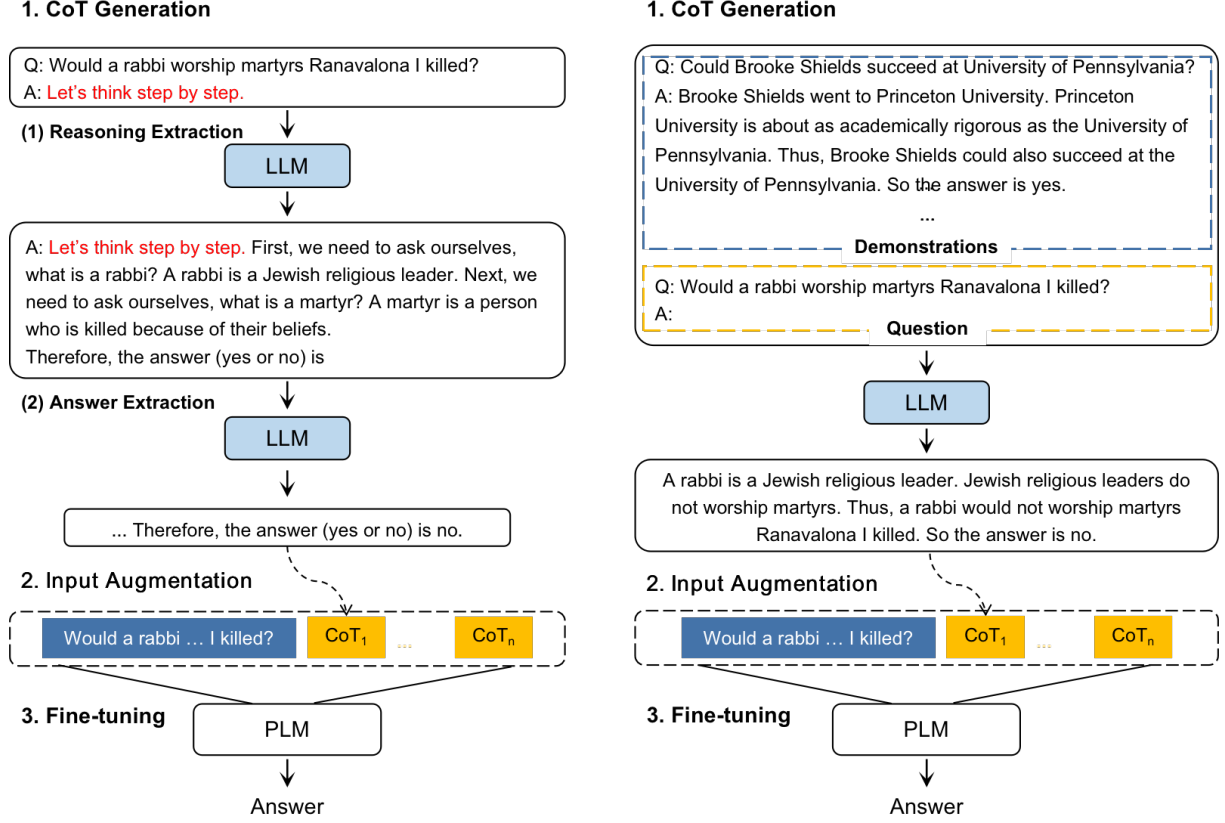 1. CoT Generation
Q: Would a rabbi worship martyrs Ranavalona I killed?
A: Let's think step by step.
(1) Reasoning Extraction
LLM
A: Let's think step by step. First, we need to ask ourselves,
what is a rabbi? A rabbi is a Jewish religious leader. Next, we
need to ask ourselves, what is a martyr? A martyr is a person
who is killed because of their beliefs.
Therefore, the answer (yes or no) is
(2) Answer Extraction
LLM
... Therefore, the answer (yes or no) is no.
2. Input Augmentation
Would a rabbi … I killed?
CoT1
...
CoTn
3. Fine-tuning
PLM
Answer
1. CoT Generation
Q: Could Brooke Shields succeed at University of Pennsylvania?
A: Brooke Shields went to Princeton University. Princeton
University is about as academically rigorous as the University of
Pennsylvania. Thus, Brooke Shields could also succeed at the
University of Pennsylvania. So the answer is yes.
...
Demonstrations
Q: Would a rabbi worship martyrs Ranavalona I killed?
A:
Question
LLM
A rabbi is a Jewish religious leader. Jewish religious leaders do
not worship martyrs. Thus, a rabbi would not worship martyrs
Ranavalona I killed. So the answer is no.
2. Input Augmentation
Would a rabbi … I killed?
CoT1
...
CoTn
3. Fine-tuning
PLM
Answer